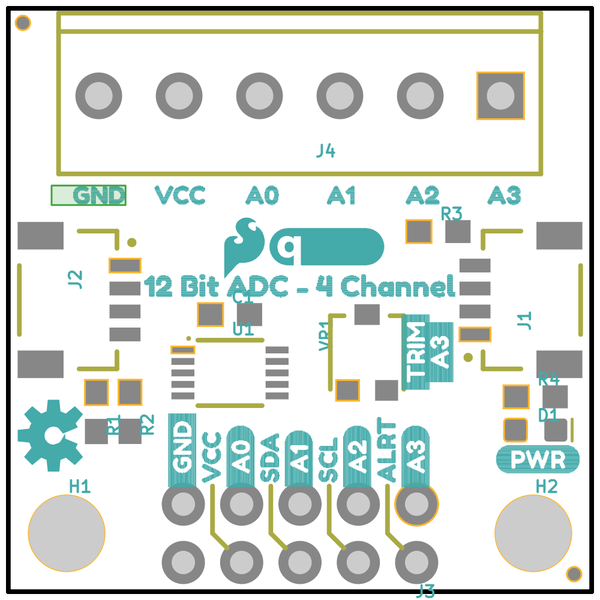 J4
GND VCC A0 A1 A2 A3
R3
q
J2
12 Bit ADC - 4 Channel
C1
J1
U1
VR1
TRIM
A3
R4
D1
R1
R2
GND VCC A0 SDA A1 SCL A2 ALRT A3
PWR
H1
H2
J3